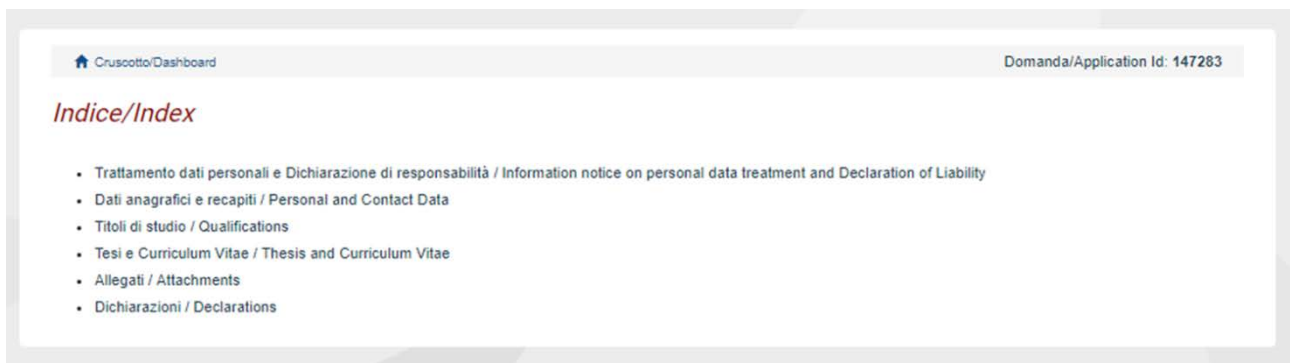 Cruscotto/Dashboard
Domanda/Application Id: 147283
Indice/Index
Trattamento dati personali e Dichiarazione di responsabilità / Information notice on personal data treatment and Declaration of Liability
Dati anagrafici e recapiti / Personal and Contact Data
Titoli di studio / Qualifications
Tesi e Curriculum Vitae / Thesis and Curriculum Vitae
Allegati / Attachments
Dichiarazioni / Declarations